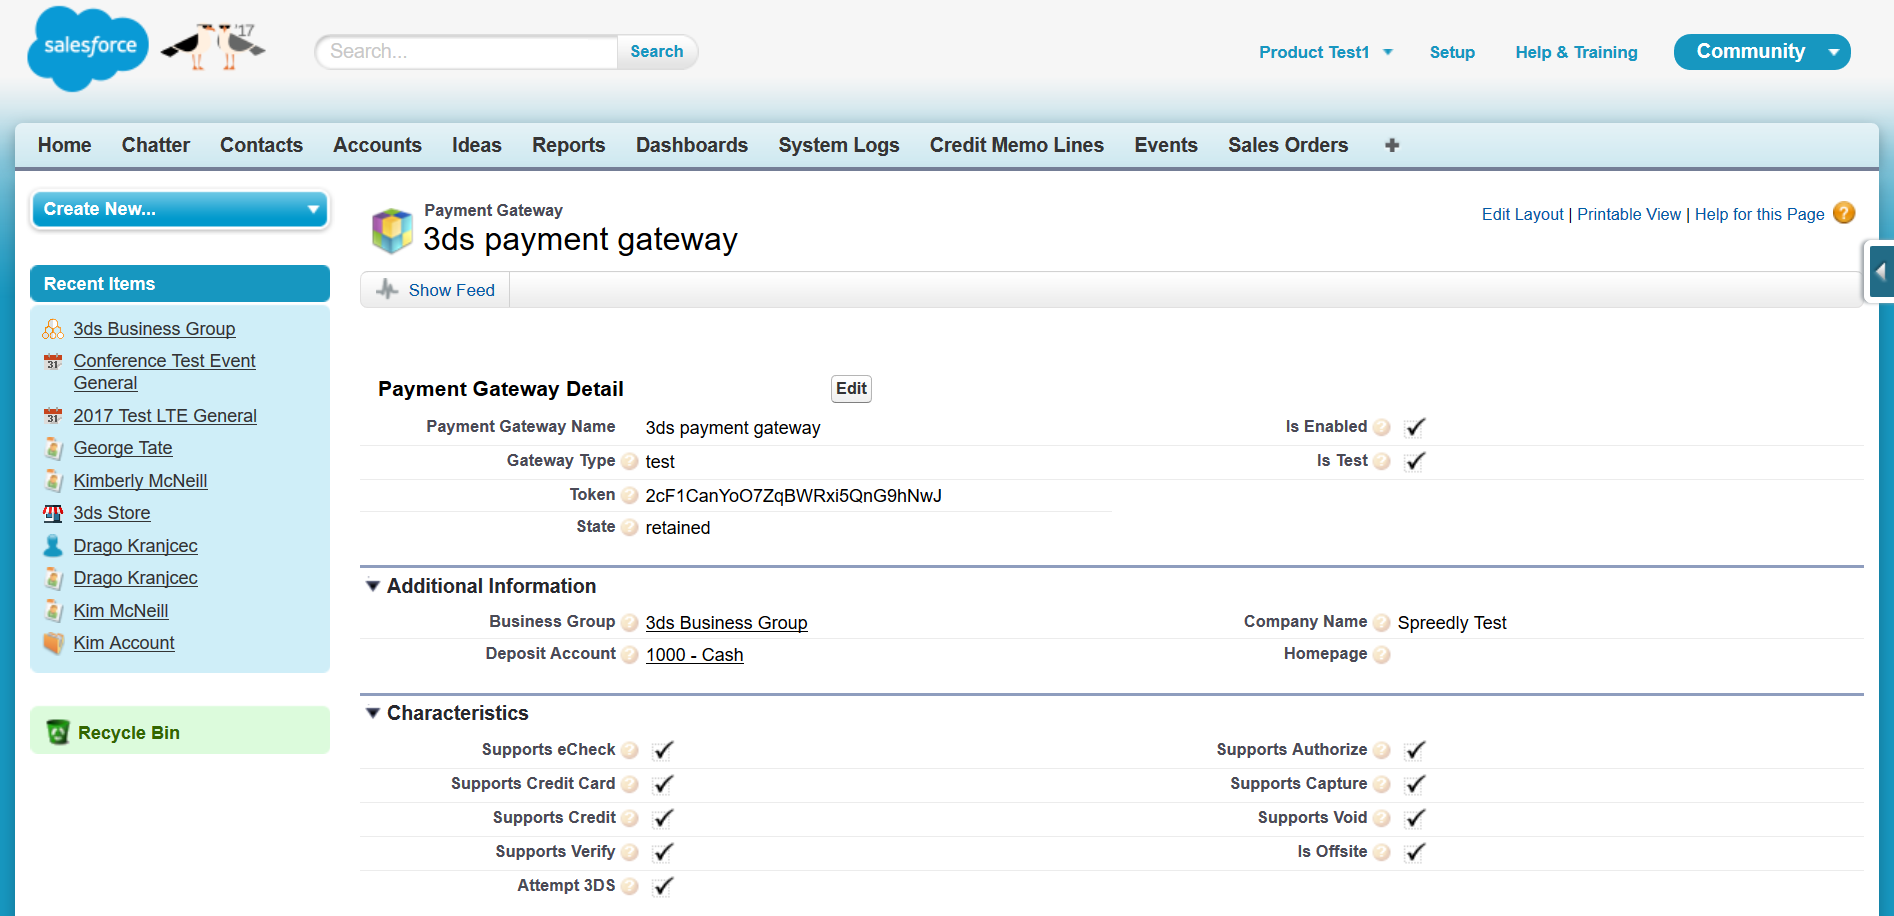 salesforce
'17
Search...
Search
Product Test1
Setup
Help & Training
Community
Home
Chatter
Contacts
Accounts
Ideas
Reports
Dashboards
System Logs
Credit Memo Lines
Events
Sales Orders
Create New...
Recent Items
3ds Business Group
Conference Test Event
General
2017 Test LTE General
George Tate
Kimberly McNeill
3ds Store
Drago Kranjcec
Drago Kranjcec
Kim McNeill
Kim Account
Recycle Bin
Payment Gateway
3ds payment gateway
Edit Layout | Printable View | Help for this Page
Show Feed
Payment Gateway Detail
Edit
Payment Gateway Name 3ds payment gateway
Is Enabled
Gateway Type test
Is Test
Token 2cF1CanYoO7ZqBWRxi5QnG9hNwJ
State retained
Additional Information
Business Group 3ds Business Group
Company Name Spreedly Test
Deposit Account 1000 - Cash
Homepage
Characteristics
Supports eCheck
Supports Authorize
Supports Credit Card
Supports Capture
Supports Credit
Supports Void
Supports Verify
Is Offsite
Attempt 3DS